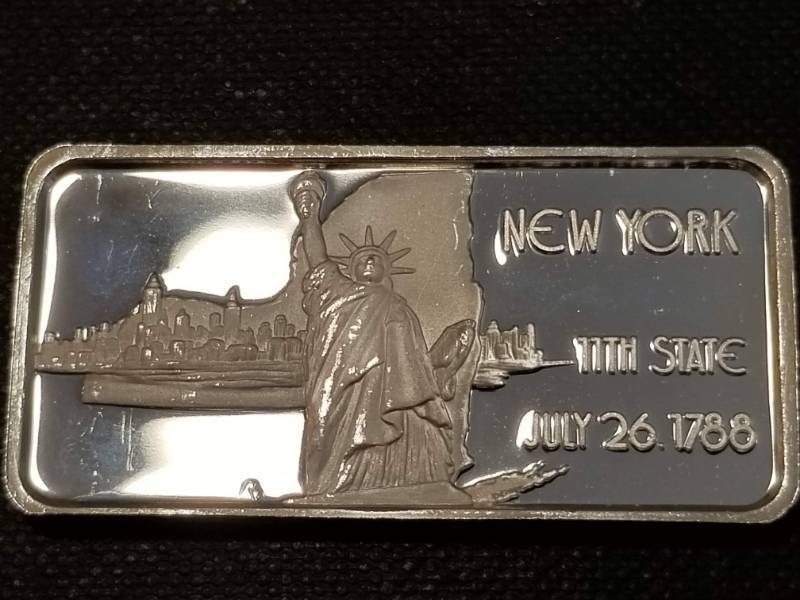 NEW YORK
11TH STATE
JULY 26. 1788